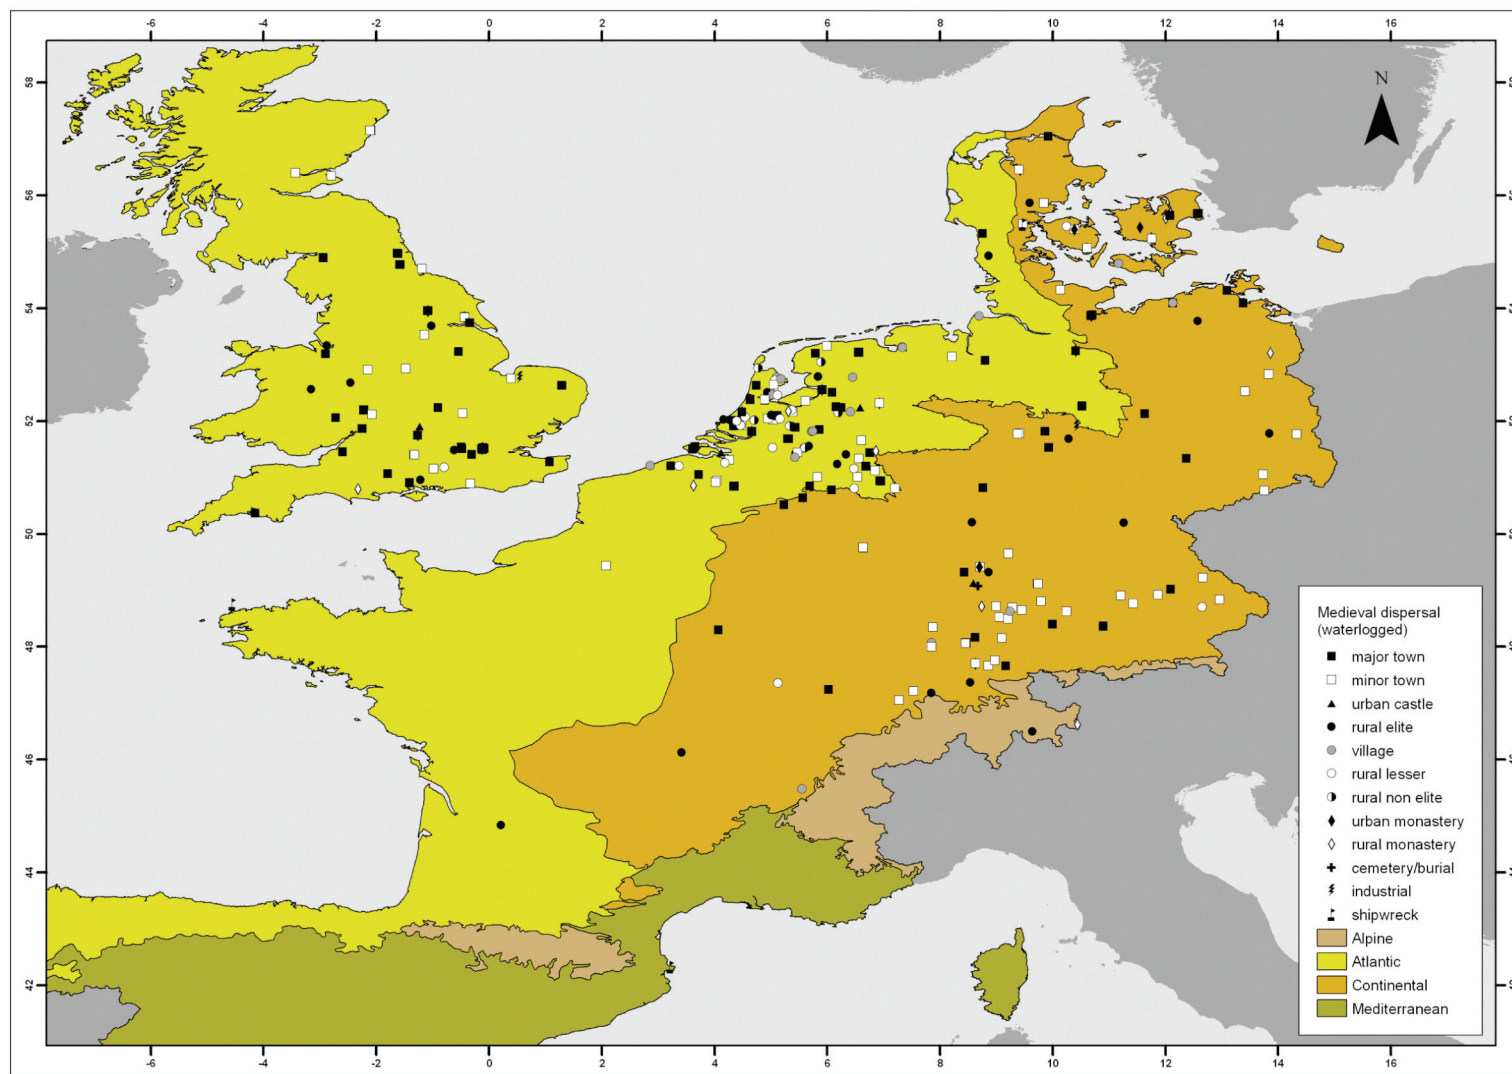 -6 -4 -2 0 2 4 6 8 10 12 14 16
58
56
54
52
50
48
46
44
42
N
Medieval dispersal
(waterlogged)
major town
minor town
urban castle
rural elite
village
rural lesser
rural non elite
urban monastery
rural monastery
cemetery/burial
industrial
shipwreck
Alpine
Atlantic
Continental
Mediterranean
-6 -4 -2 0 2 4 6 8 10 12 14 16